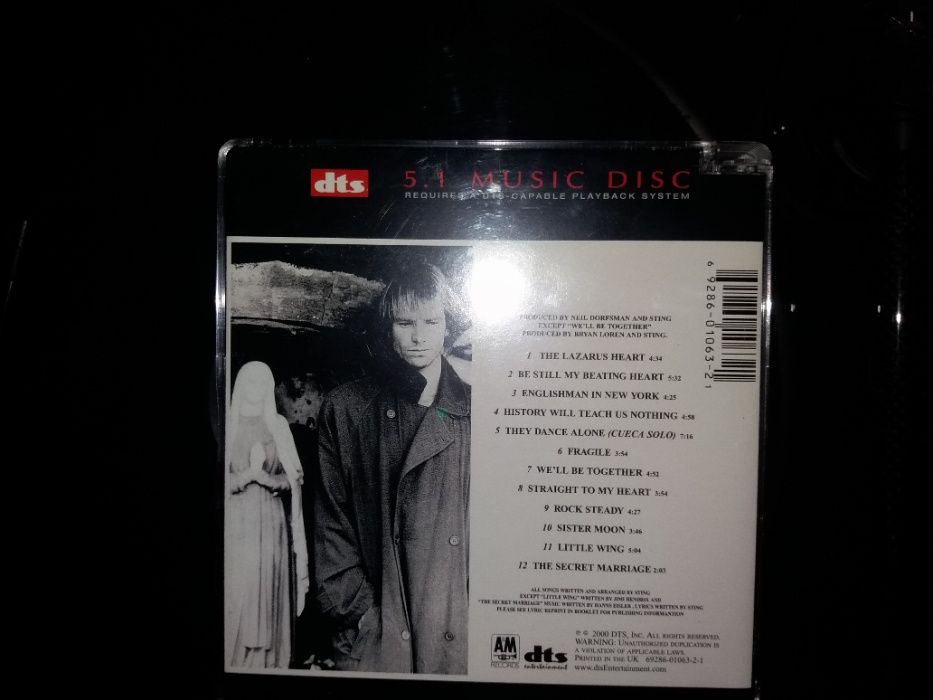 dts 5.1 MUSIC DISC
REQUIRES A DTS-CAPABLE PLAYBACK SYSTEM
6 9286-01063-2 1
PRODUCED BY NEIL DORFSMAN AND STING
EXCEPT "WE'LL BE TOGETHER"
PRODUCED BY BRYAN LOREN AND STING.
1 THE LAZARUS HEART 4:34
2 BE STILL MY BEATING HEART 5:32
3 ENGLISHMAN IN NEW YORK 4:25
4 HISTORY WILL TEACH US NOTHING 4:58
5 THEY DANCE ALONE (CUECA SOLO) 7:16
6 FRAGILE 3:54
7 WE'LL BE TOGETHER 4:52
8 STRAIGHT TO MY HEART 3:54
9 ROCK STEADY 4:27
10 SISTER MOON 3:46
11 LITTLE WING 5:04
12 THE SECRET MARRIAGE 2:03
ALL SONGS WRITTEN AND ARRANGED BY STING
EXCEPT "LITTLE WING" WRITTEN BY JIMI HENDRIX AND
"THE SECRET MARRIAGE" MUSIC WRITTEN BY HANNS EISLER . LYRICS WRITTEN BY STING
PLEASE SEE LYRIC REPRINT IN BOOKLET FOR PUBLISHING INFORMANTION
℗ © 2000 DTS, INC. ALL RIGHTS RESERVED.
WARNING: UNAUTHORIZED DUPLICATION IS
A VIOLATION OF APPLICABLE LAWS.
PRINTED IN THE UK 69286-01063-2-1
www.dtsEntertainment.com
AM
RECORDS
dts
entertainment